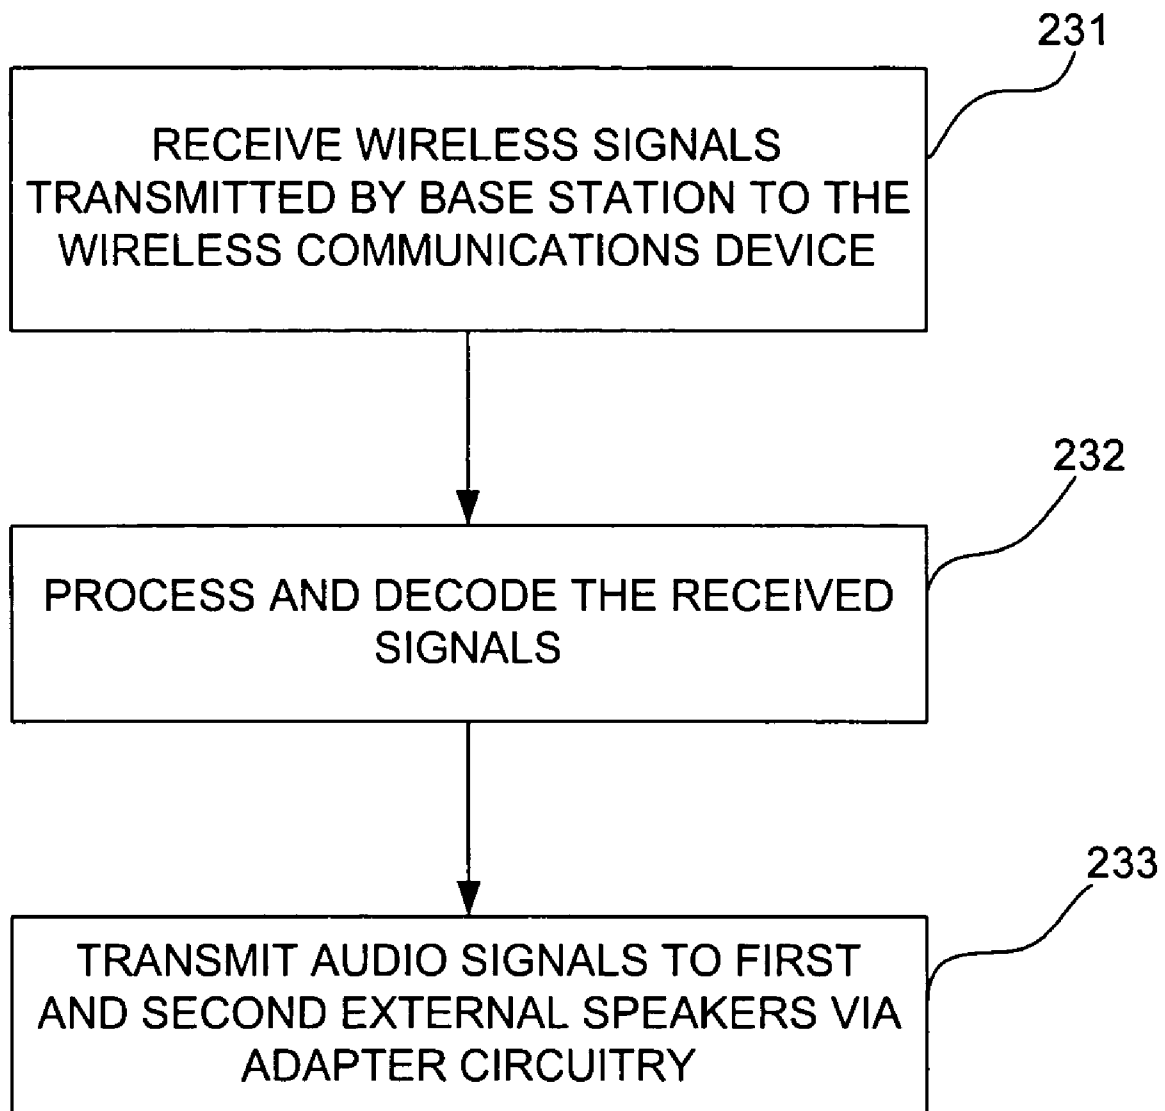 231
RECEIVE WIRELESS SIGNALS
TRANSMITTED BY BASE STATION TO THE
WIRELESS COMMUNICATIONS DEVICE
232
PROCESS AND DECODE THE RECEIVED
SIGNALS
233
TRANSMIT AUDIO SIGNALS TO FIRST
AND SECOND EXTERNAL SPEAKERS VIA
ADAPTER CIRCUITRY